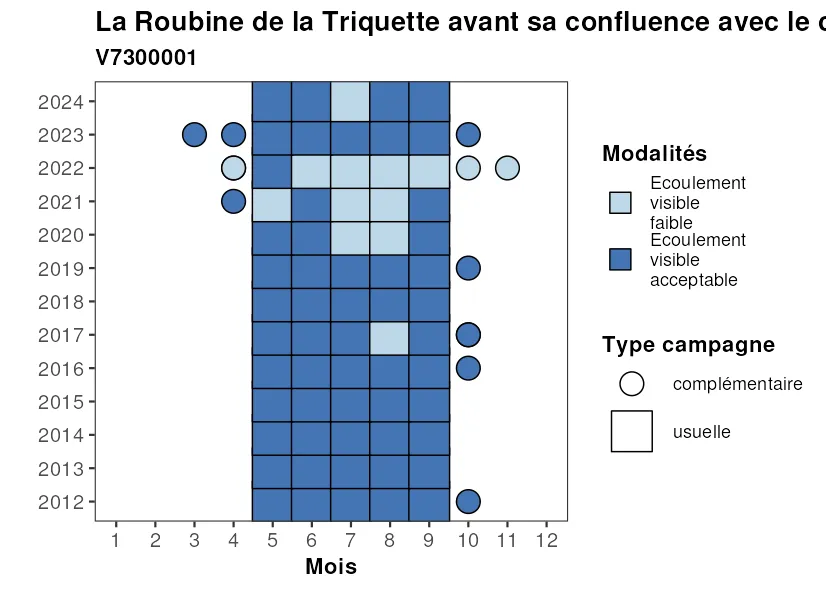 La Roubine de la Triquette avant sa confluence avec le c
V7300001
2024
2023
2022
2021
2020
2019
2018
2017
2016
2015
2014
2013
2012
1 2 3 4 5 6 7 8 9 10 11 12
Mois
Modalités
Ecoulement
visible
faible
Ecoulement
visible
acceptable
Type campagne
complémentaire
usuelle